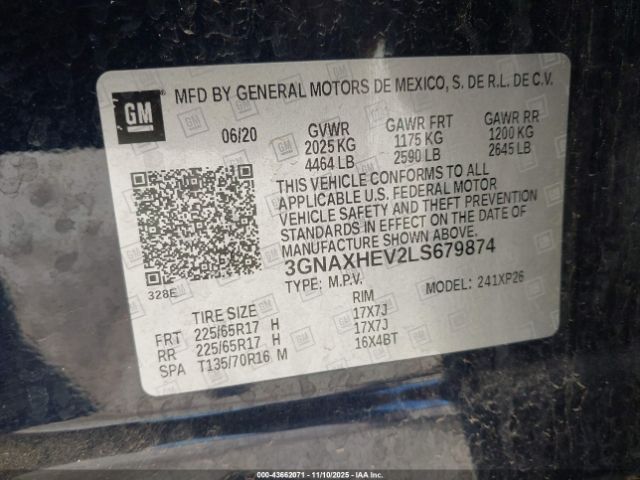 MFD BY GENERAL MOTORS DE MEXICO, S. DE R.L. DE C.V.
GM
06/20
GVWR GAWR FRT GAWR RR
2025 KG 1175 KG 1200 KG
4464 LB 2590 LB 2645 LB
THIS VEHICLE CONFORMS TO ALL
APPLICABLE U.S. FEDERAL MOTOR
VEHICLE SAFETY AND THEFT PREVENTION
STANDARDS IN EFFECT ON THE DATE OF
MANUFACTURE SHOWN ABOVE.
3GNAXHEV2LS679874
328E
TYPE: M.P.V. MODEL: 241XP26
TIRE SIZE RIM
FRT 225/65R17 H 17X7J
RR 225/65R17 H 17X7J
SPA T135/70R16 M 16X4BT
© IAA Holdings, LLC
000-43662071 - 11/10/2025 - IAAI.COM